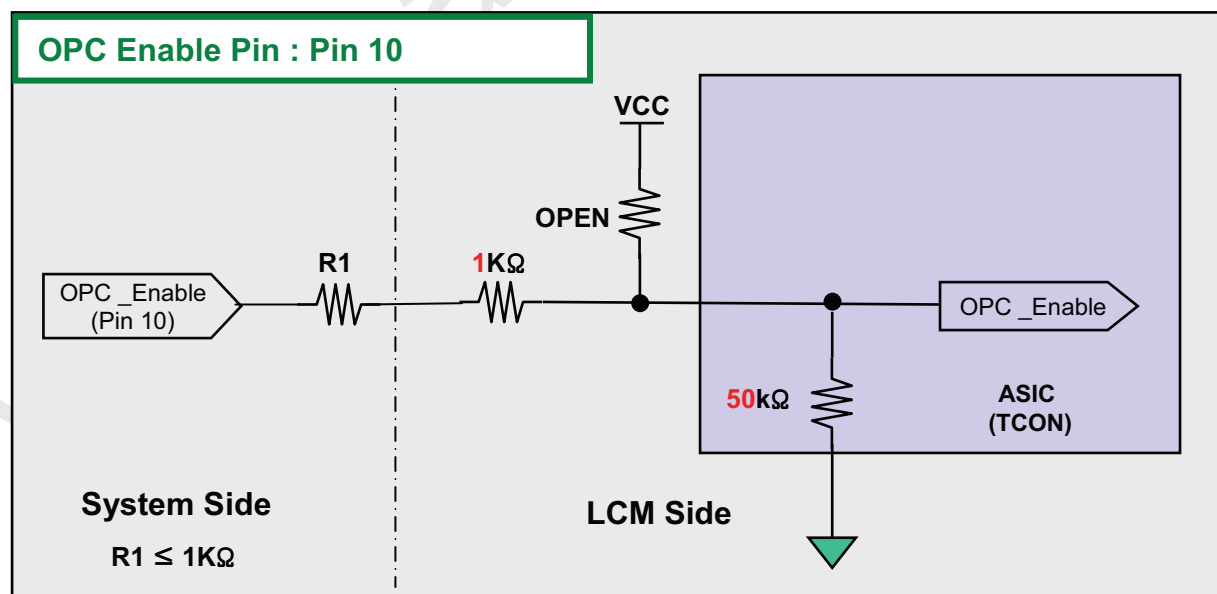 OPC Enable Pin : Pin 10
VCC
OPEN
R1
1KΩ
OPC _Enable
(Pin 10)
OPC _Enable
50kΩ
ASIC
(TCON)
System Side
LCM Side
R1 ≤ 1KΩ